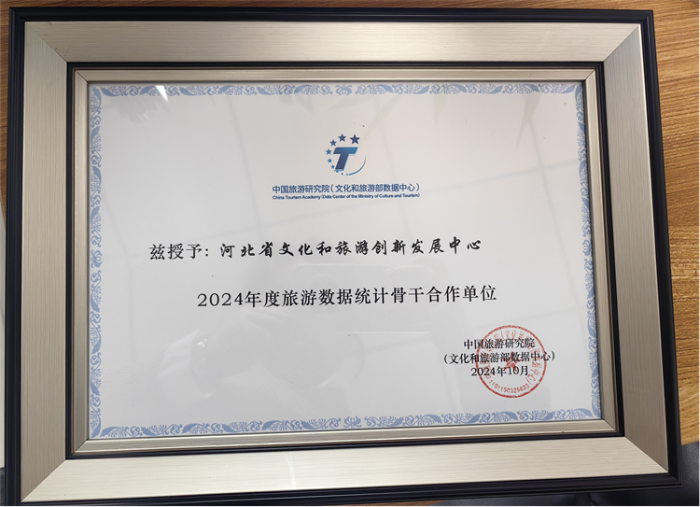 T
中国旅游研究院(文化和旅游部数据中心)
China Tourism Academy (Data Center of the Ministry of Culture and Tourism)
兹授予:河北省文化和旅游创新发展中心
2024年度旅游数据统计骨干合作单位
中国旅游研究院
(文化和旅游部数据中心)
2024年10月